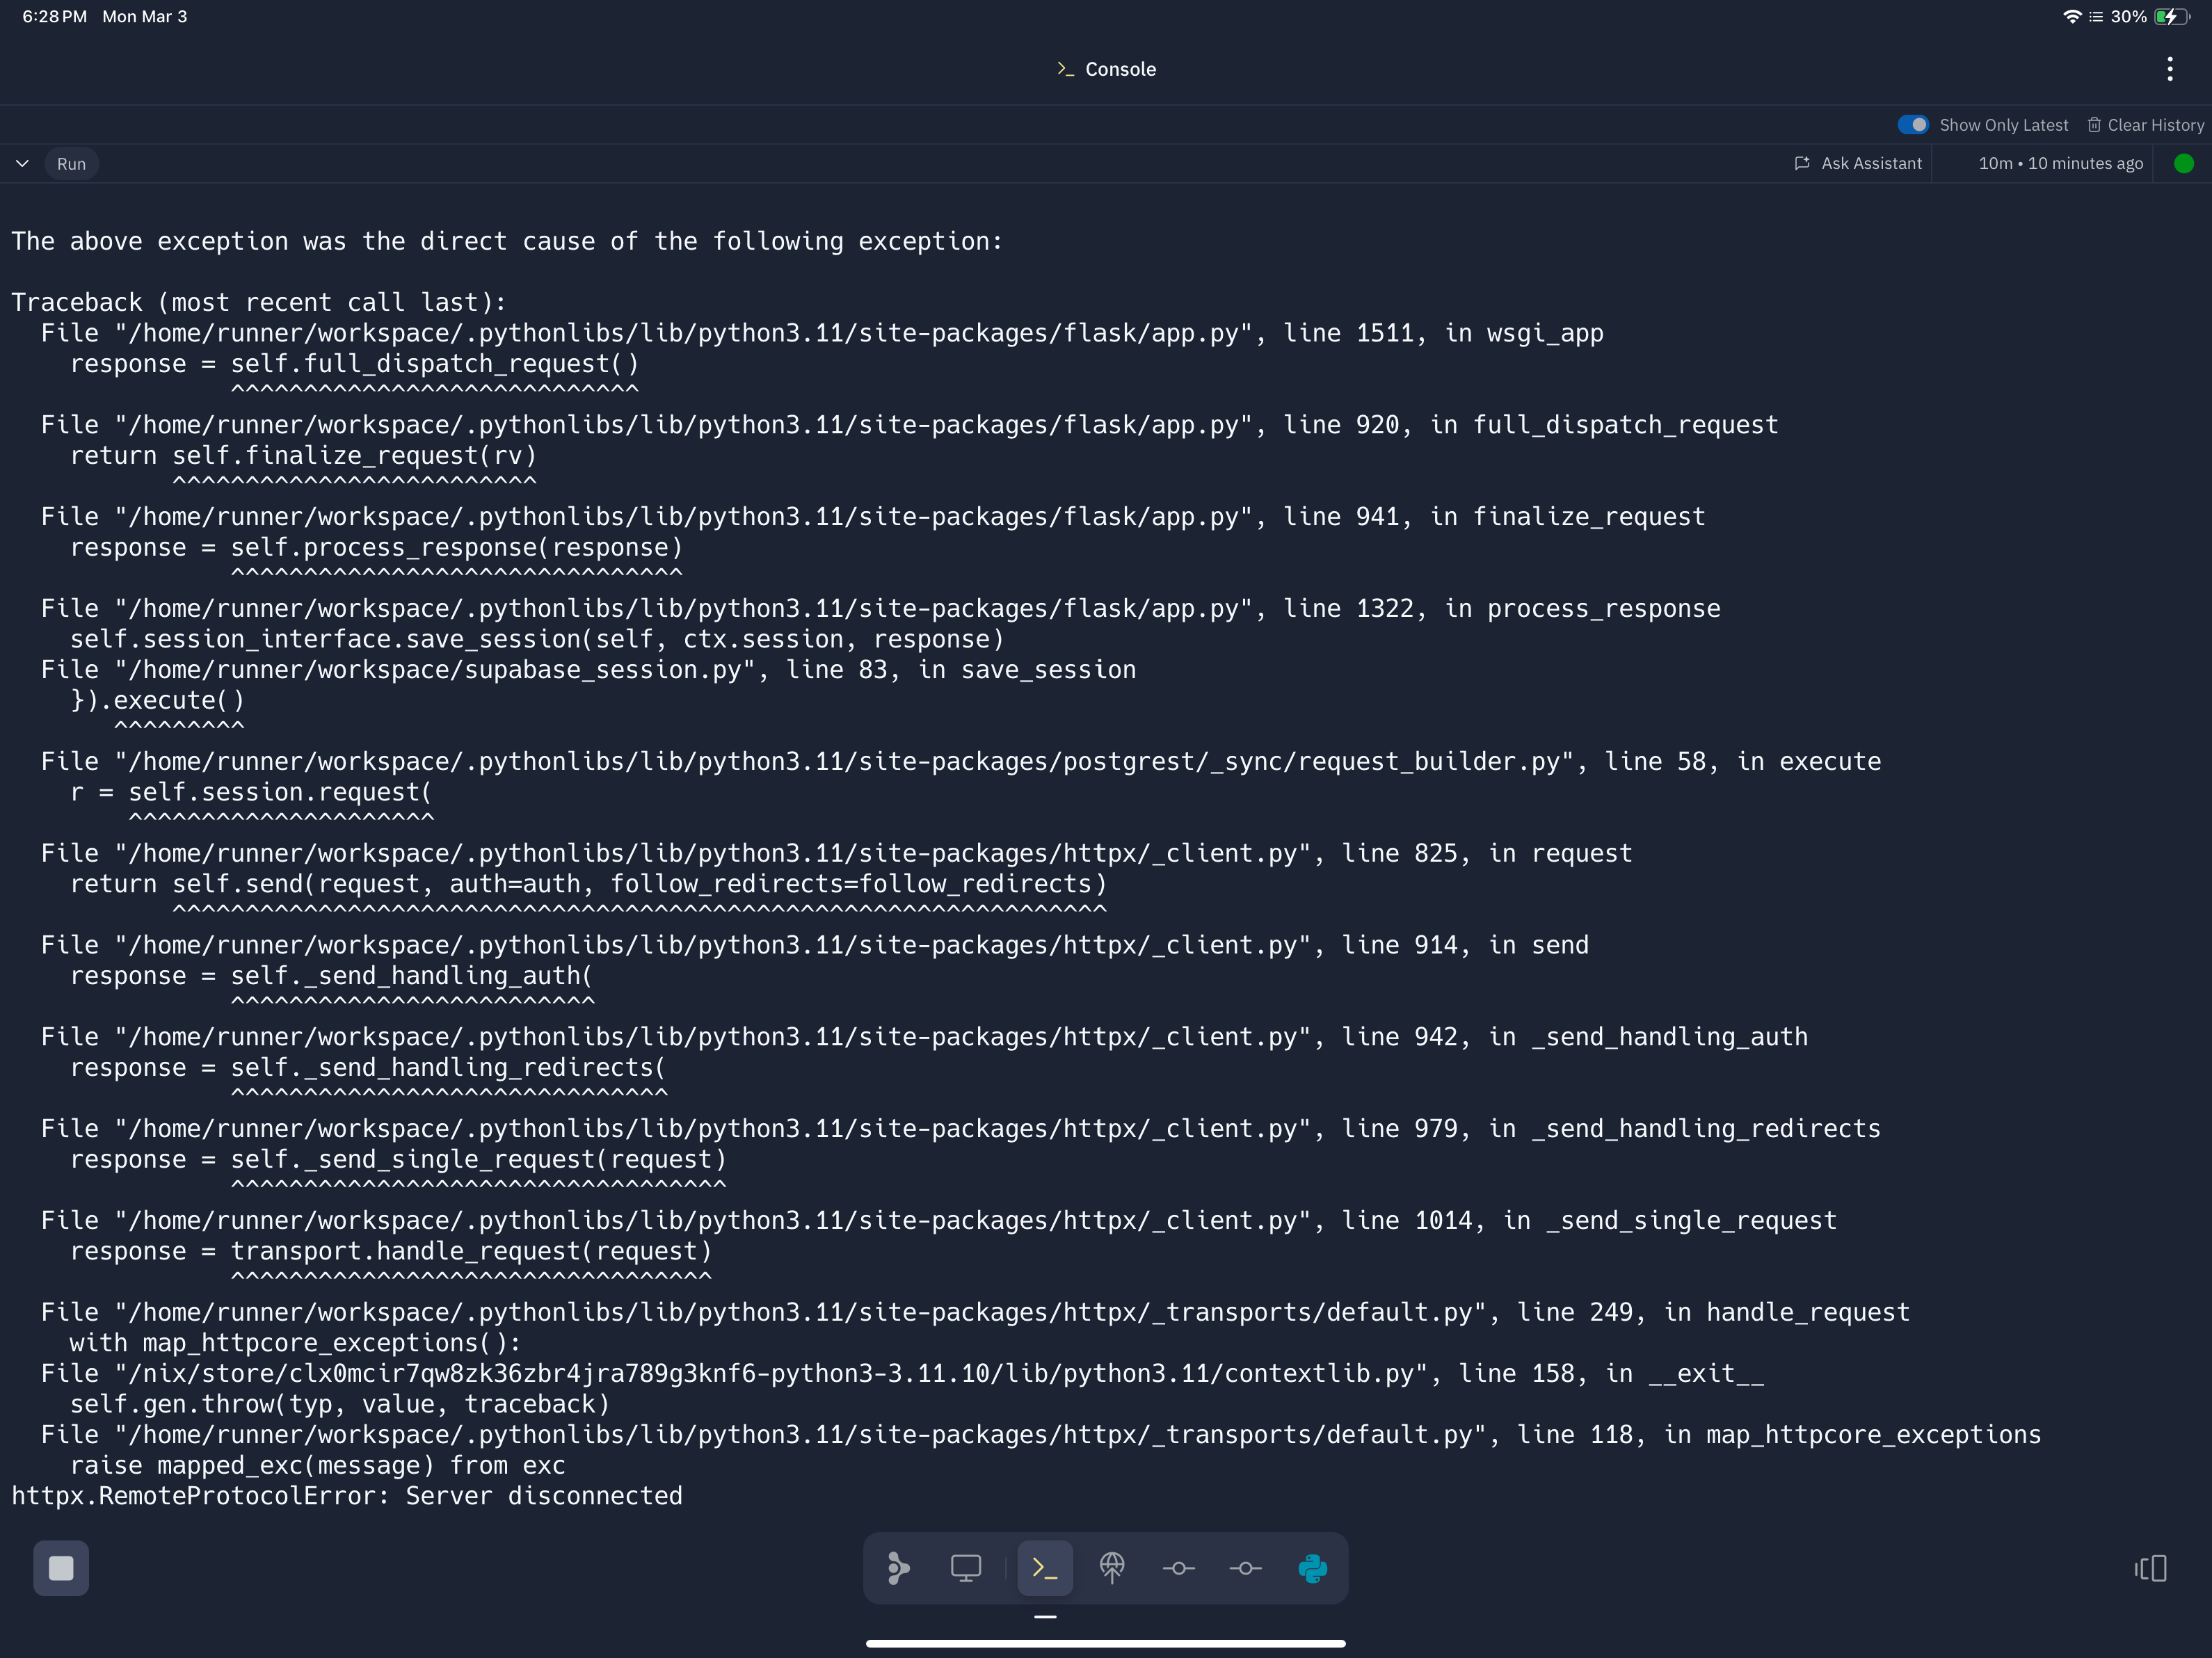 6:28 PM Mon Mar 3
30%
Console
Show Only Latest Clear History
Run Ask Assistant 10m • 10 minutes ago
The above exception was the direct cause of the following exception:
Traceback (most recent call last):
  File "/home/runner/workspace/.pythonlibs/lib/python3.11/site-packages/flask/app.py", line 1511, in wsgi_app
    response = self.full_dispatch_request()
               ^^^^^^^^^^^^^^^^^^^^^^^^^^^^
  File "/home/runner/workspace/.pythonlibs/lib/python3.11/site-packages/flask/app.py", line 920, in full_dispatch_request
    return self.finalize_request(rv)
           ^^^^^^^^^^^^^^^^^^^^^^^^^
  File "/home/runner/workspace/.pythonlibs/lib/python3.11/site-packages/flask/app.py", line 941, in finalize_request
    response = self.process_response(response)
               ^^^^^^^^^^^^^^^^^^^^^^^^^^^^^^^
  File "/home/runner/workspace/.pythonlibs/lib/python3.11/site-packages/flask/app.py", line 1322, in process_response
    self.session_interface.save_session(self, ctx.session, response)
  File "/home/runner/workspace/supabase_session.py", line 83, in save_session
    }).execute()
       ^^^^^^^^^
  File "/home/runner/workspace/.pythonlibs/lib/python3.11/site-packages/postgrest/_sync/request_builder.py", line 58, in execute
    r = self.session.request(
        ^^^^^^^^^^^^^^^^^^^^^
  File "/home/runner/workspace/.pythonlibs/lib/python3.11/site-packages/httpx/_client.py", line 825, in request
    return self.send(request, auth=auth, follow_redirects=follow_redirects)
           ^^^^^^^^^^^^^^^^^^^^^^^^^^^^^^^^^^^^^^^^^^^^^^^^^^^^^^^^^^^^^^^^
  File "/home/runner/workspace/.pythonlibs/lib/python3.11/site-packages/httpx/_client.py", line 914, in send
    response = self._send_handling_auth(
               ^^^^^^^^^^^^^^^^^^^^^^^^^
  File "/home/runner/workspace/.pythonlibs/lib/python3.11/site-packages/httpx/_client.py", line 942, in _send_handling_auth
    response = self._send_handling_redirects(
               ^^^^^^^^^^^^^^^^^^^^^^^^^^^^^^
  File "/home/runner/workspace/.pythonlibs/lib/python3.11/site-packages/httpx/_client.py", line 979, in _send_handling_redirects
    response = self._send_single_request(request)
               ^^^^^^^^^^^^^^^^^^^^^^^^^^^^^^^^^^
  File "/home/runner/workspace/.pythonlibs/lib/python3.11/site-packages/httpx/_client.py", line 1014, in _send_single_request
    response = transport.handle_request(request)
               ^^^^^^^^^^^^^^^^^^^^^^^^^^^^^^^^^
  File "/home/runner/workspace/.pythonlibs/lib/python3.11/site-packages/httpx/_transports/default.py", line 249, in handle_request
    with map_httpcore_exceptions():
  File "/nix/store/clx0mcir7qw8zk36zbr4jra789g3knf6-python3-3.11.10/lib/python3.11/contextlib.py", line 158, in __exit__
    self.gen.throw(typ, value, traceback)
  File "/home/runner/workspace/.pythonlibs/lib/python3.11/site-packages/httpx/_transports/default.py", line 118, in map_httpcore_exceptions
    raise mapped_exc(message) from exc
httpx.RemoteProtocolError: Server disconnected